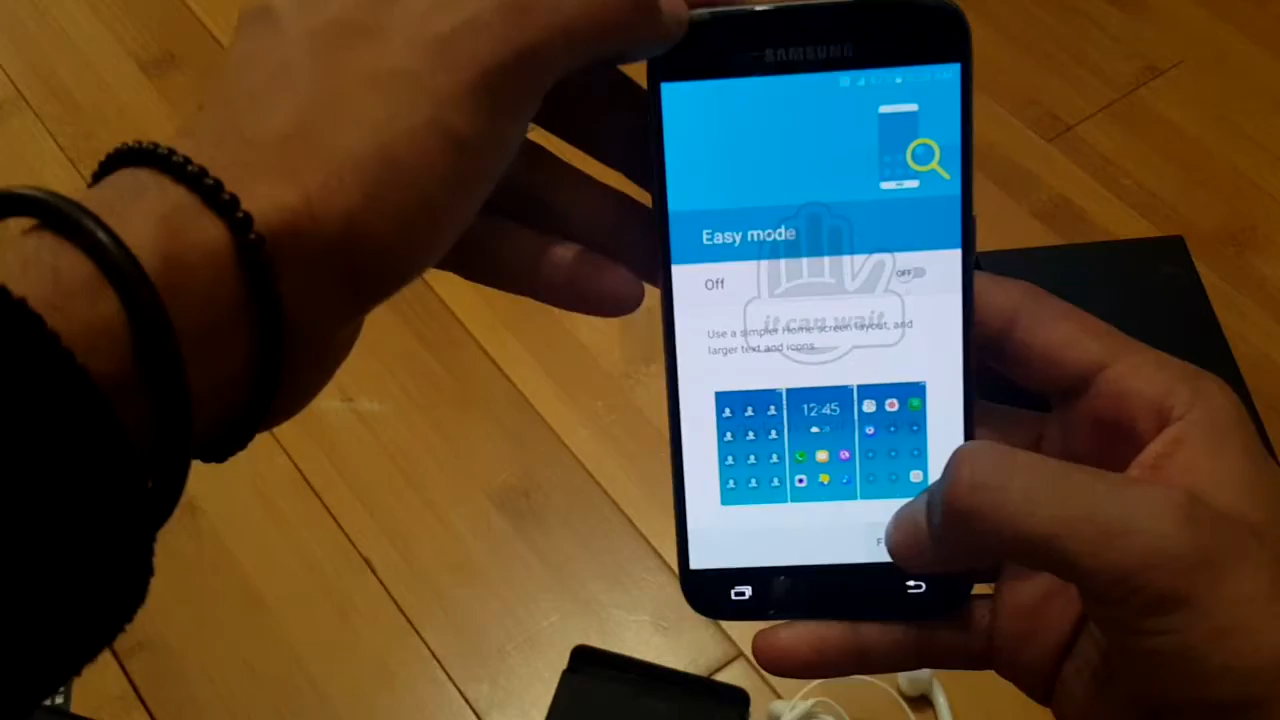 SAMSUNG
Easy mode
Off
OFF
it can wait
Use a simpler Home screen layout, and
larger text and icons.
12:45